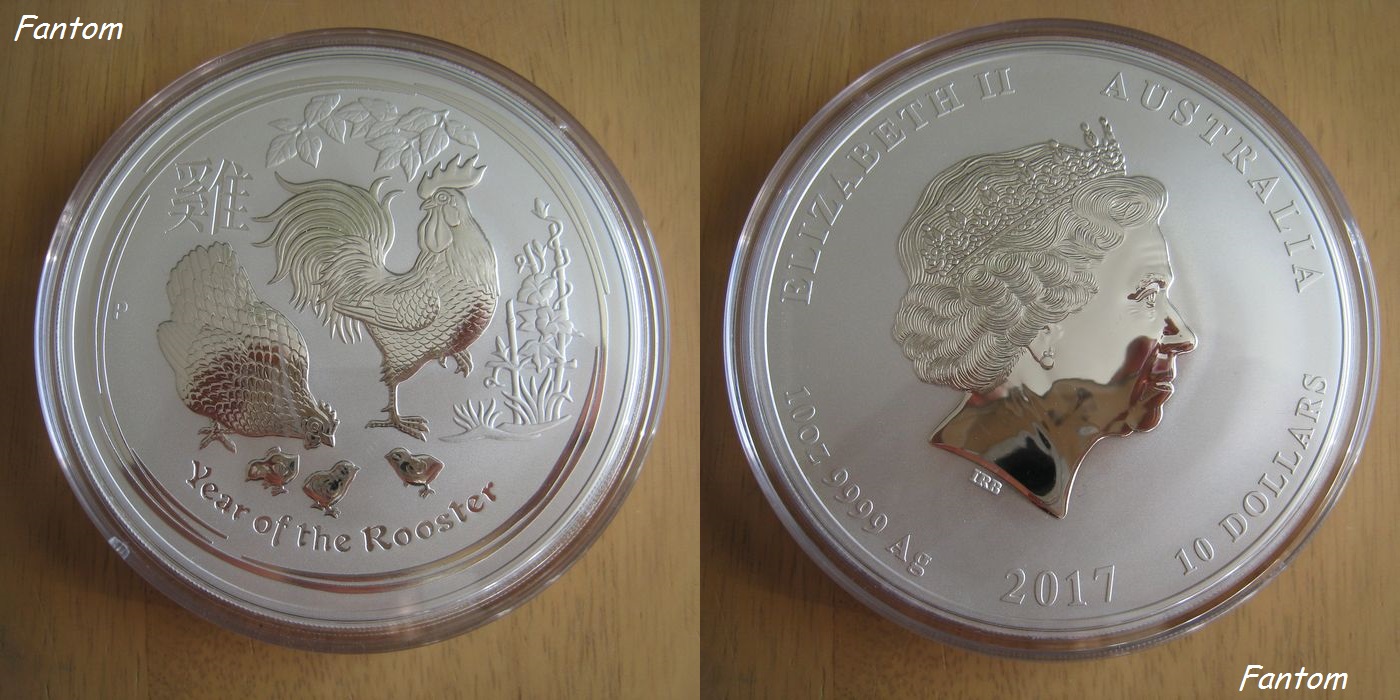 Fantom
雞
P
Year of the Rooster
ELIZABETH II AUSTRALIA
IRB
10oz 9999 Ag 2017 10 DOLLARS
Fantom